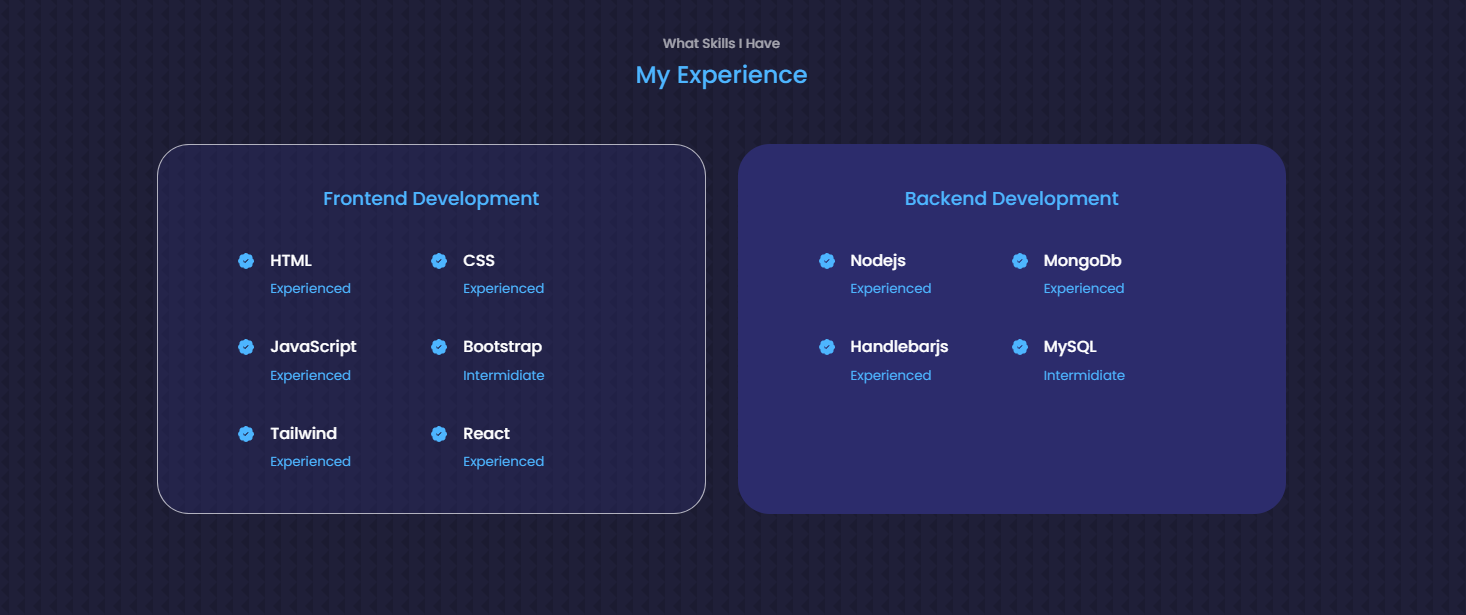 What Skills I Have
My Experience
Frontend Development
HTML
Experienced
CSS
Experienced
JavaScript
Experienced
Bootstrap
Intermidiate
Tailwind
Experienced
React
Experienced
Backend Development
Nodejs
Experienced
MongoDb
Experienced
Handlebarjs
Experienced
MySQL
Intermidiate